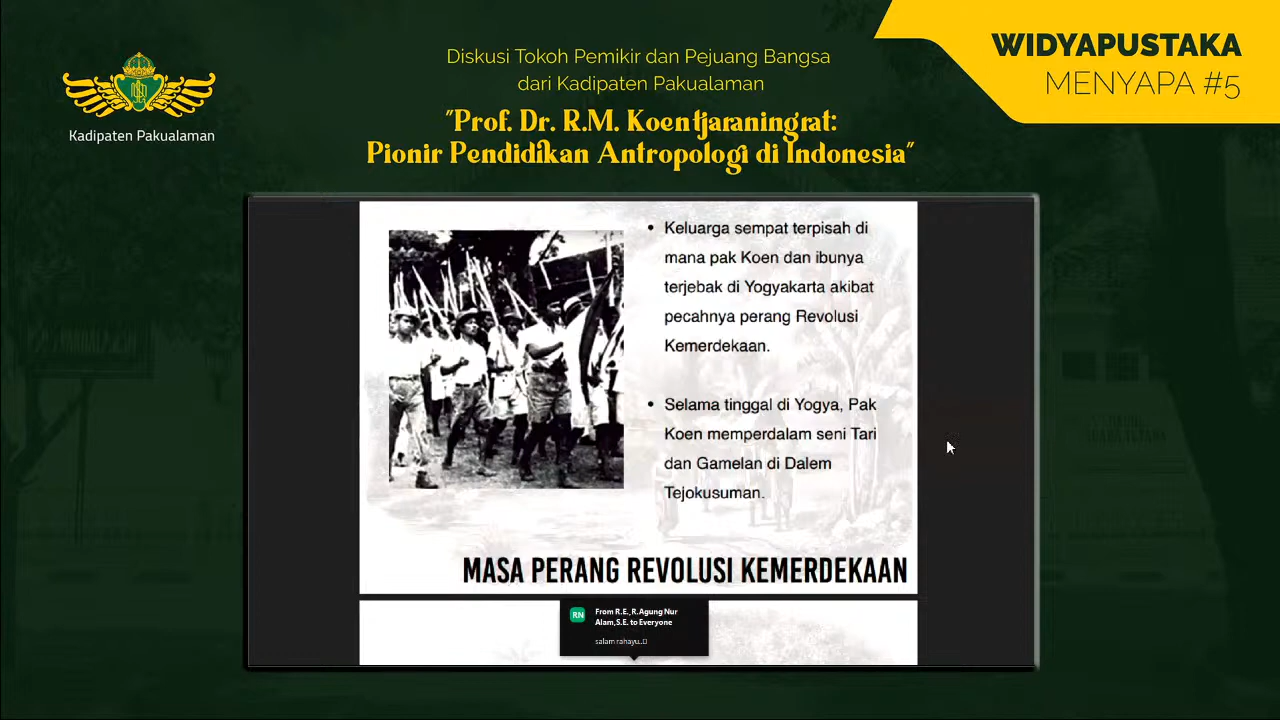 Diskusi Tokoh Pemikir dan Pejuang Bangsa
dari Kadipaten Pakualaman
"Prof. Dr. R.M. Koentjaraningrat:
Pionir Pendidikan Antropologi di Indonesia"
WIDYAPUSTAKA
MENYAPA #5
Kadipaten Pakualaman
• Keluarga sempat terpisah di
mana pak Koen dan ibunya
terjebak di Yogyakarta akibat
pecahnya perang Revolusi
Kemerdekaan.
• Selama tinggal di Yogya, Pak
Koen memperdalam seni Tari
dan Gamelan di Dalem
Tejokusuman.
MASA PERANG REVOLUSI KEMERDEKAAN
RN
From R.E., R.Agung Nur
Alam,S.E. to Everyone
salam rahayu..